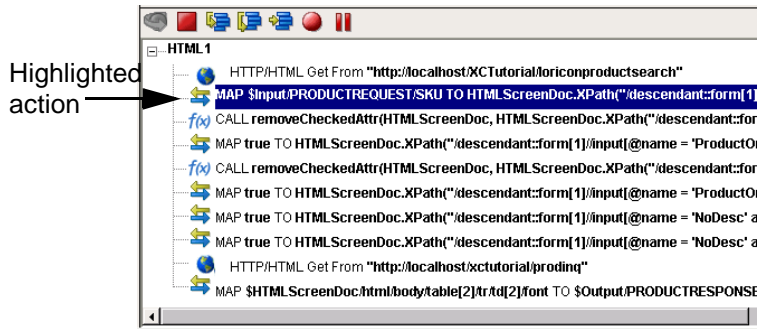 HTML1
HTTP/HTML Get From "http://localhost/XCTutorial/loriconproductsearch"
Highlighted action
MAP $Input/PRODUCTREQUEST/SKU TO HTMLScreenDoc.XPath("/descendant::form[1]
f(x) CALL removeCheckedAttr(HTMLScreenDoc, HTMLScreenDoc.XPath("/descendant::for
MAP true TO HTMLScreenDoc.XPath("/descendant::form[1]//input[@name = 'ProductOr
f(x) CALL removeCheckedAttr(HTMLScreenDoc, HTMLScreenDoc.XPath("/descendant::for
MAP true TO HTMLScreenDoc.XPath("/descendant::form[1]//input[@name = 'ProductOr
MAP true TO HTMLScreenDoc.XPath("/descendant::form[1]//input[@name = 'NoDesc' a
MAP true TO HTMLScreenDoc.XPath("/descendant::form[1]//input[@name = 'NoDesc' a
HTTP/HTML Get From "http://localhost/xctutorial/prodinq"
MAP $HTMLScreenDoc/html/body/table[2]/tr/td[2]/font TO $Output/PRODUCTRESPONSE